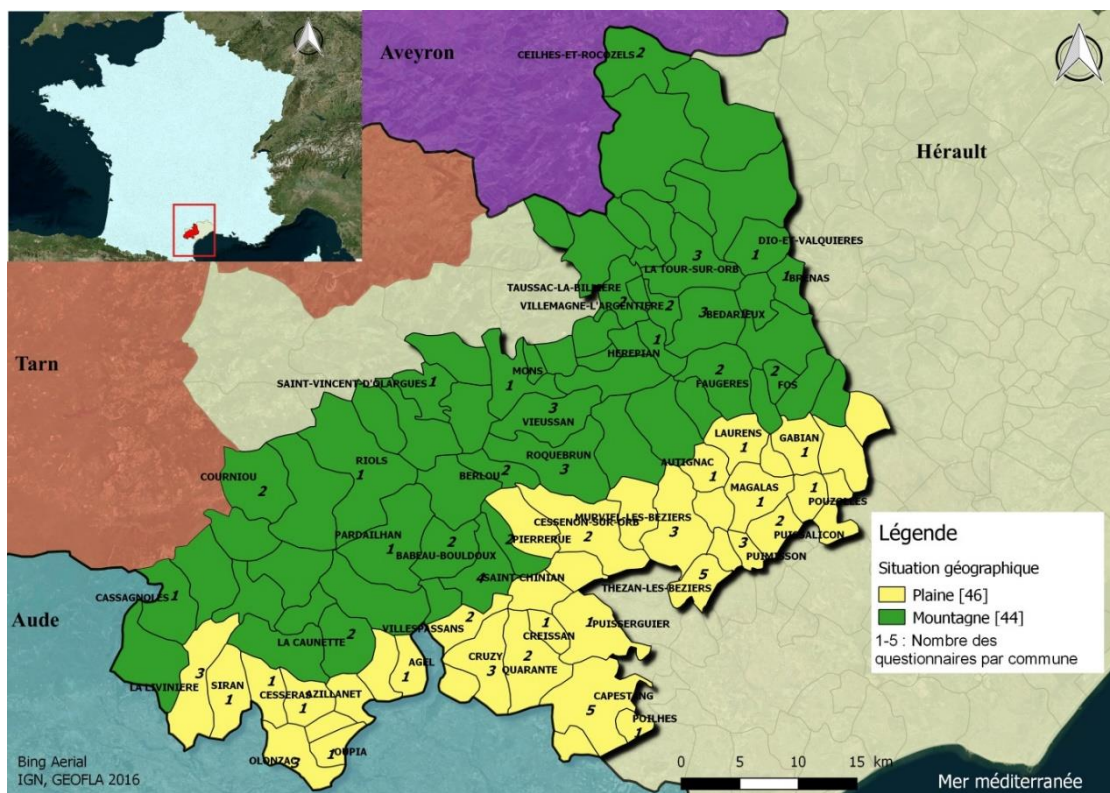 Aveyron
CEILHES-ET-ROCOZELS 2
Hérault
DIO-ET-VALQUIERES
1
3
LA TOUR-SUR-ORB
1 BRENAS
TAUSSAC-LA-BILLIERE
2
VILLEMAGNE-L'ARGENTIERE 2
3 BEDARIEUX
Tarn
1
HEREPIAN
MONS
1
2
FAUGERES
2
FOS
SAINT-VINCENT-D'OLARGUES 1
3
VIEUSSAN
LAURENS
1
GABIAN
1
RIOLS
1
ROQUEBRUN
3
BERLOU 2
AUTIGNAC
1
COURNIOU
2
MAGALAS
1
1
POUZOLLES
MURVIEL-LES-BEZIERS
3
CESSENON-SUR-ORB
2
2
PUISSALICON
PARDAILHAN
1
2
BABEAU-BOULDOUX
2 PIERRERUE
3
PUIMISSON
4 SAINT-CHINIAN
5
THEZAN-LES-BEZIERS
CASSAGNOLES 1
Aude
VILLESPASSANS 2
1
CREISSAN
1 PUISSERGUIER
LA CAUNETTE 2
AGEL
1
CRUZY
3
2
QUARANTE
LA LIVINIERE
3
SIRAN
1
1
CESSERAS
AZILLANET
1
CAPESTANG
5
POILHES
1
OLONZAC
3
1 OUPIA
Légende
Situation géographique
Plaine [46]
Mountagne [44]
1-5 : Nombre des
questionnaires par commune
0 5 10 15 km
Bing Aerial
IGN, GEOFLA 2016
Mer méditerranée